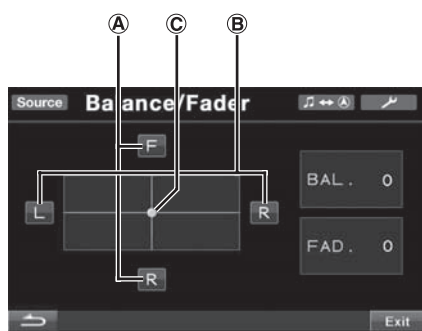 A C B
Source Balance/Fader A
F
L R BAL. 0
R FAD. 0
Exit